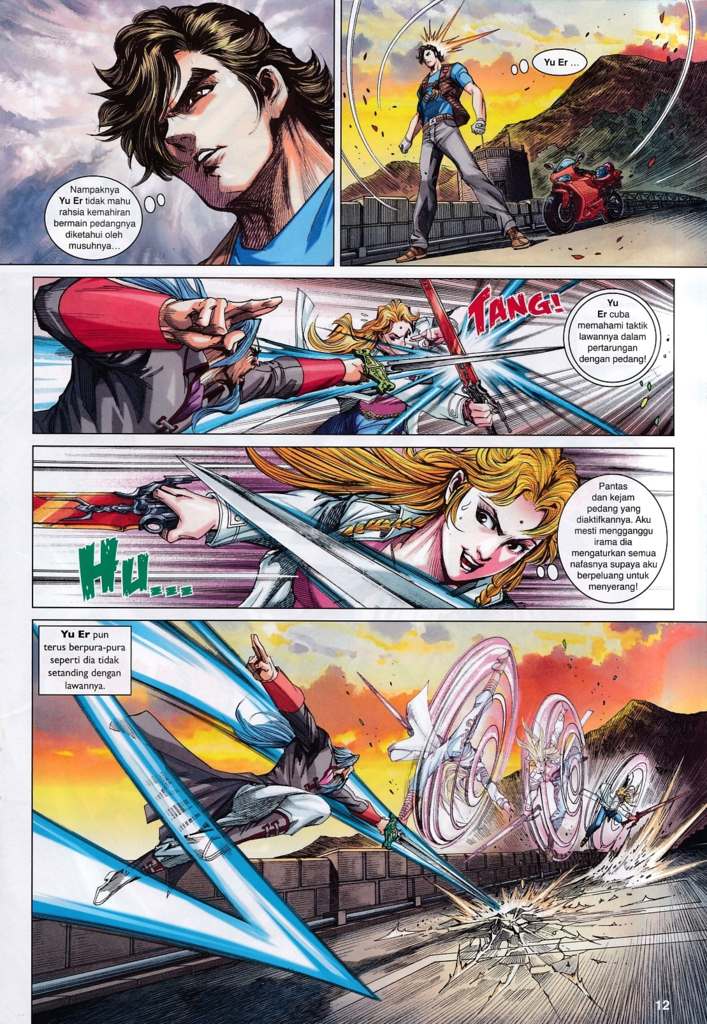 Nampaknya
Yu Er tidak mahu
rahsia kemahiran
bermain pedangnya
diketahui oleh
musuhnya...
Yu Er ...
TANG!
Yu
Er cuba
memahami taktik
lawannya dalam
pertarungan
dengan pedang!
HU...
Pantas
dan kejam
pedang yang
diaktifkannya. Aku
mesti mengganggu
irama dia
mengaturkan semua
nafasnya supaya aku
berpeluang untuk
menyerang!
Yu Er pun
terus berpura-pura
seperti dia tidak
setanding dengan
lawannya.
12